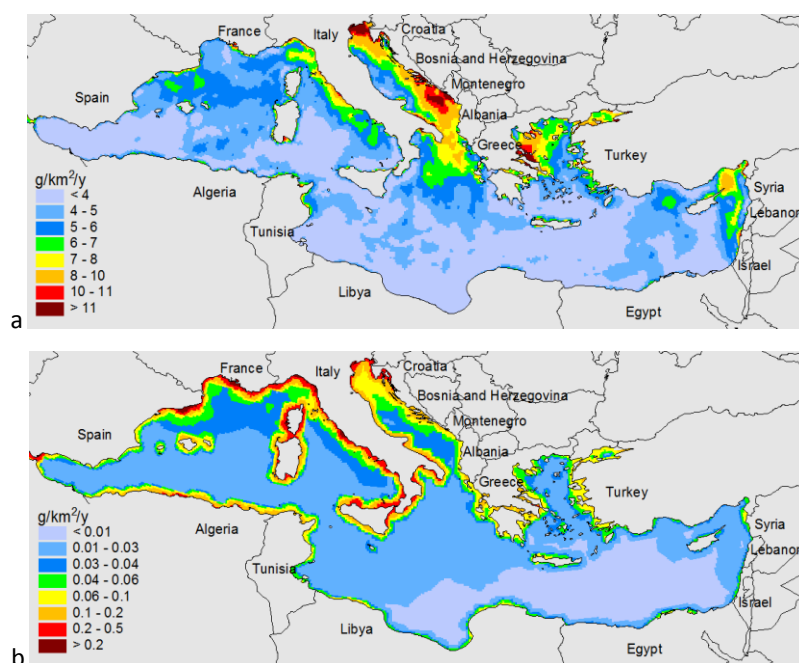 France
Italy
Croatia
Bosnia and Herzegovina
Montenegro
Spain
Albania
Greece
Turkey
g/km²/y
< 4
4 - 5
5 - 6
6 - 7
7 - 8
8 - 10
10 - 11
> 11
Algeria
Tunisia
Syria
Lebanon
Israel
Libya
Egypt
a
France
Italy
Croatia
Bosnia and Herzegovina
Montenegro
Spain
Albania
Greece
Turkey
g/km²/y
< 0.01
0.01 - 0.03
0.03 - 0.04
0.04 - 0.06
0.06 - 0.1
0.1 - 0.2
0.2 - 0.5
> 0.2
Algeria
Tunisia
Syria
Lebanon
Israel
Libya
Egypt
b